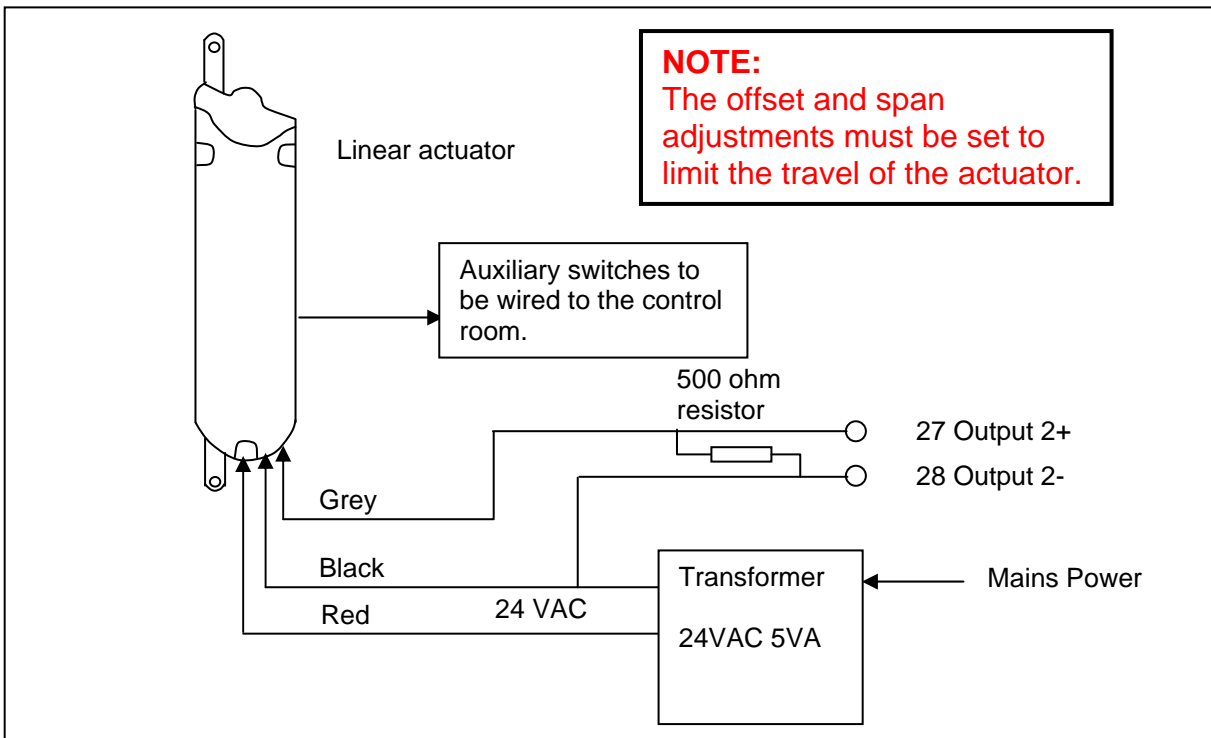 NOTE:
The offset and span
adjustments must be set to
limit the travel of the actuator.
Linear actuator
Auxiliary switches to
be wired to the control
room.
500 ohm
resistor
27 Output 2+
28 Output 2-
Grey
Black
24 VAC
Red
Transformer
24VAC 5VA
Mains Power